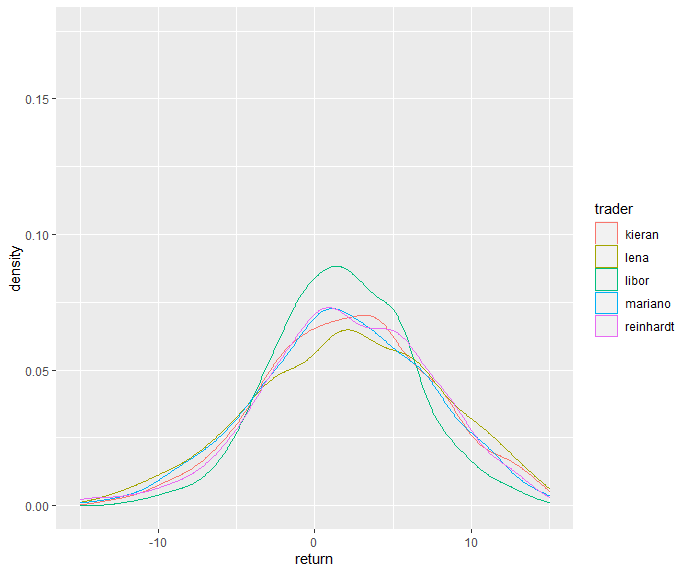 0.15
0.10
0.05
0.00
density
-10
0
10
return
trader
kieran
lena
libor
mariano
reinhardt